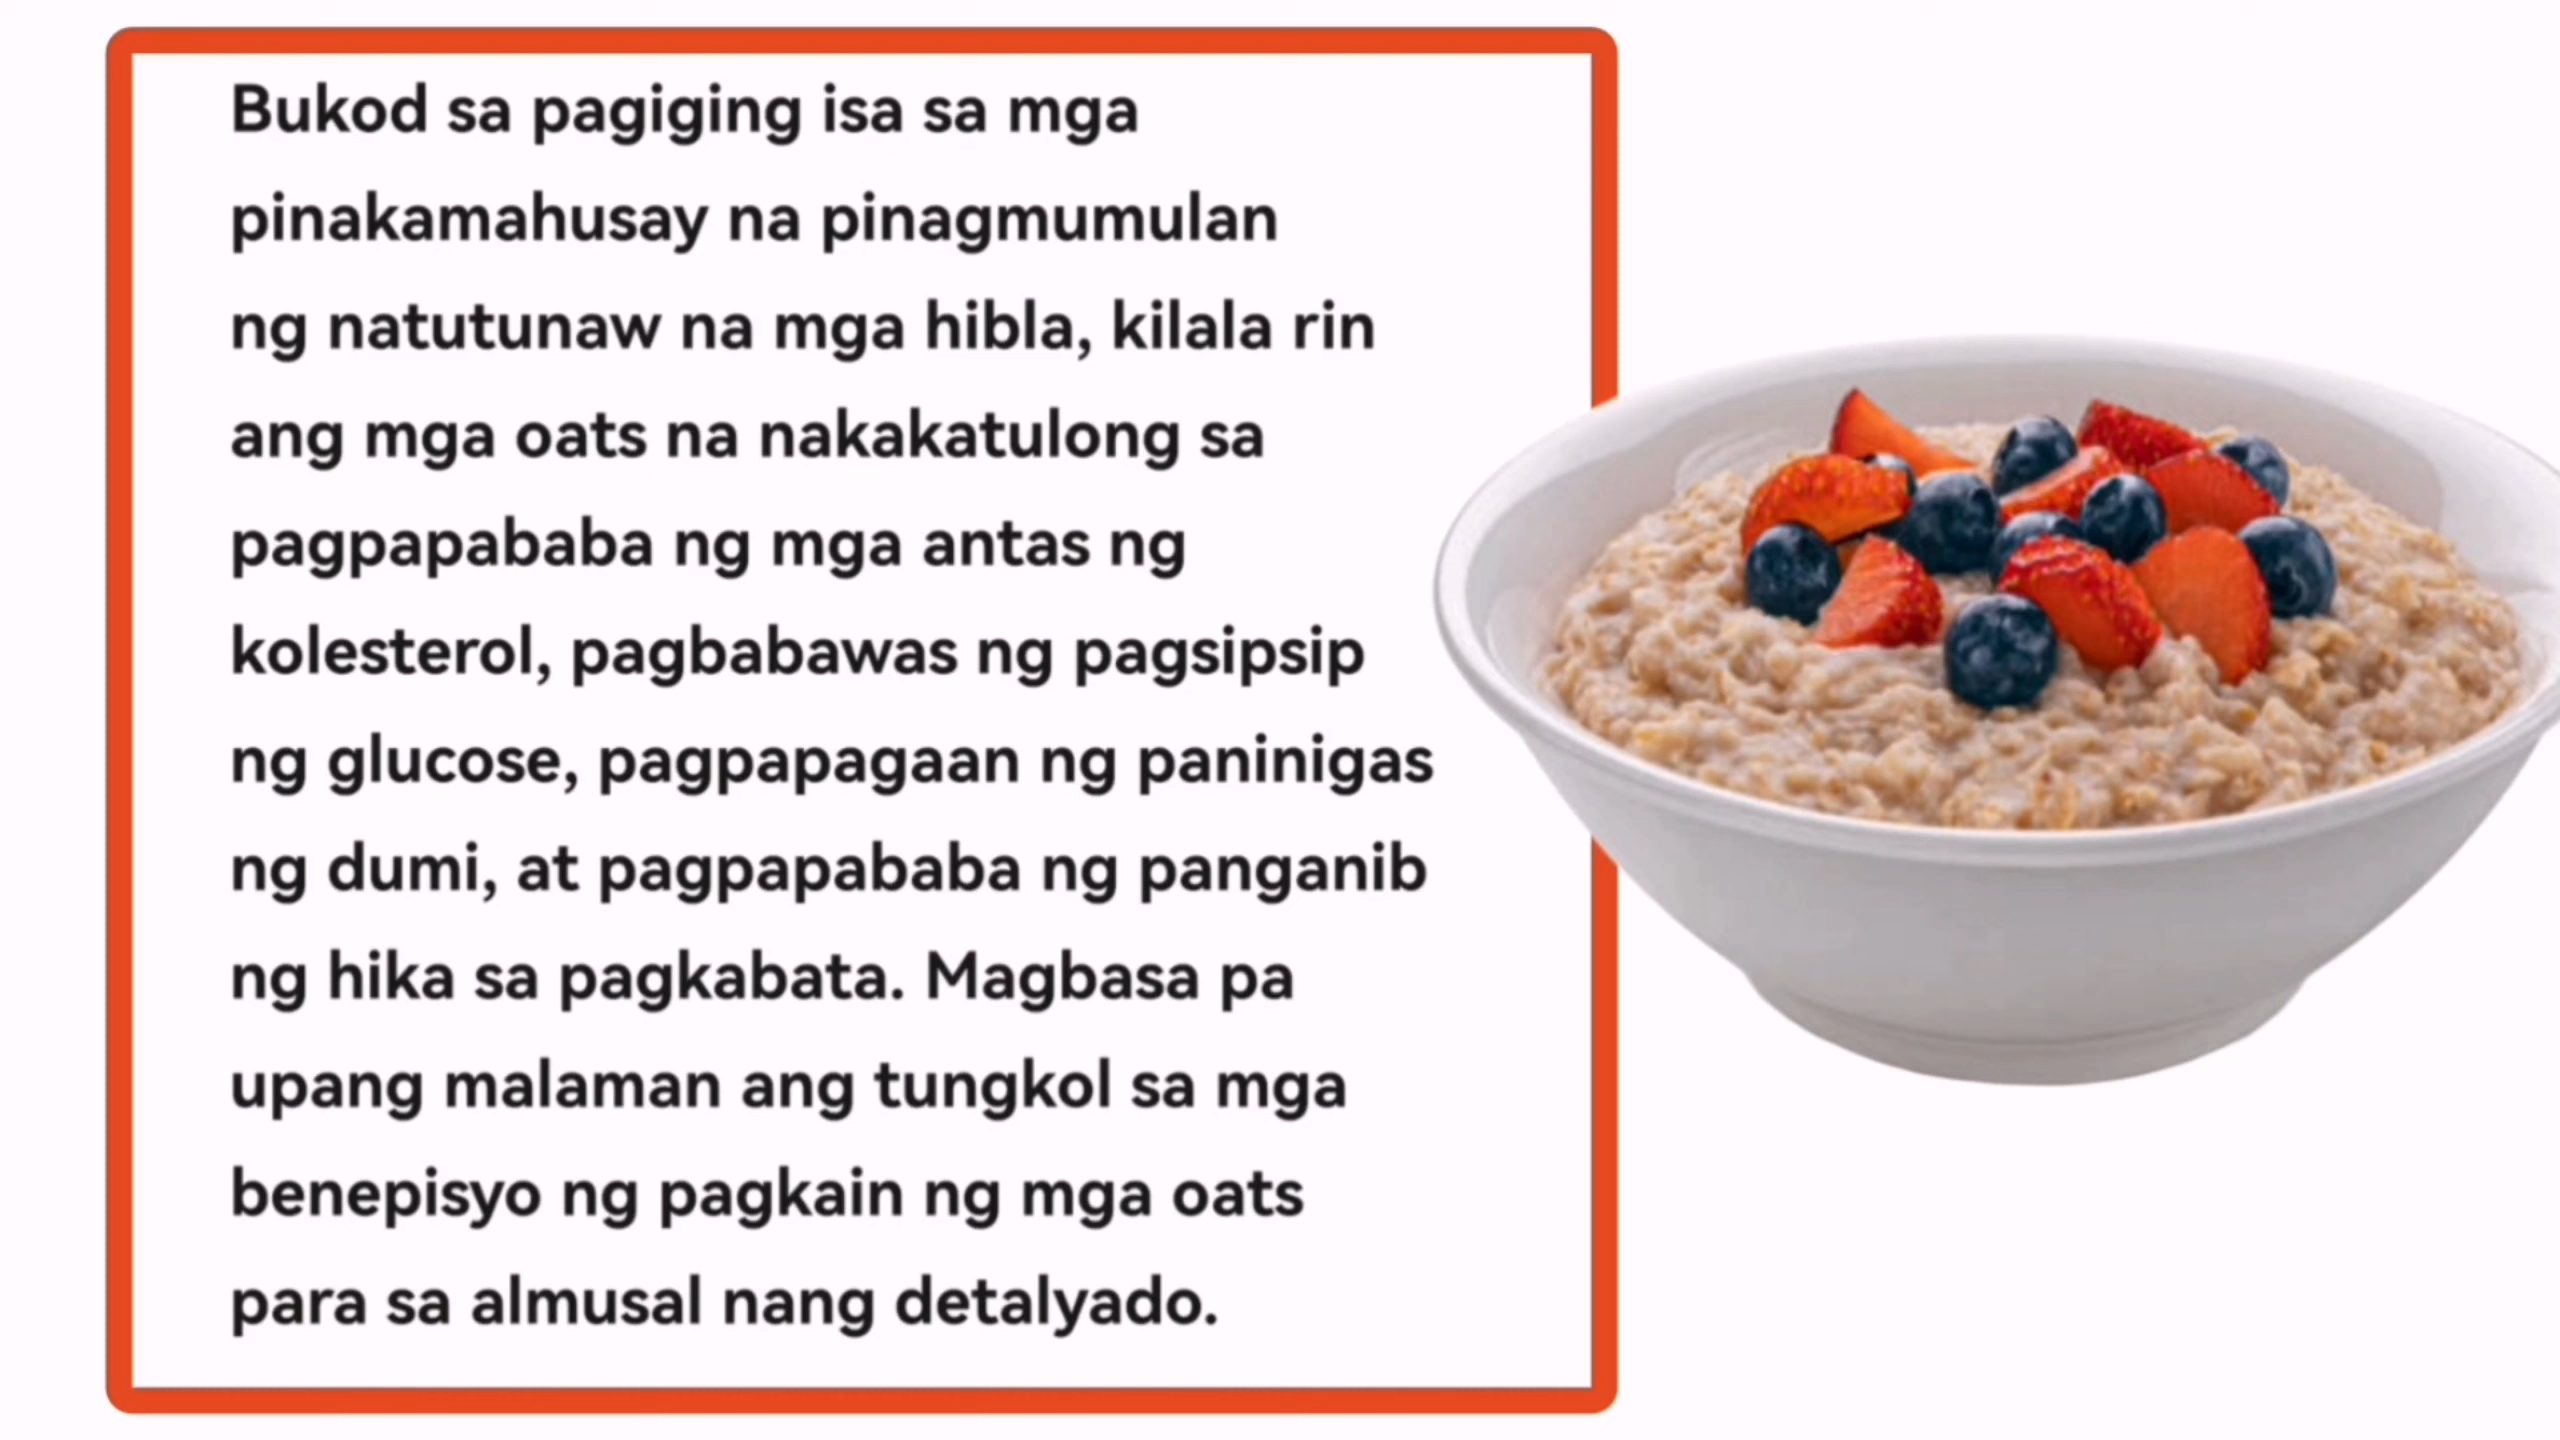 Bukod sa pagiging isa sa mga
pinakamahusay na pinagmumulan
ng natutunaw na mga hibla, kilala rin
ang mga oats na nakakatulong sa
pagpapababa ng mga antas ng
kolesterol, pagbabawas ng pagsipsip
ng glucose, pagpapagaan ng paninigas
ng dumi, at pagpapababa ng panganib
ng hika sa pagkabata. Magbasa pa
upang malaman ang tungkol sa mga
benepisyo ng pagkain ng mga oats
para sa almusal nang detalyado.